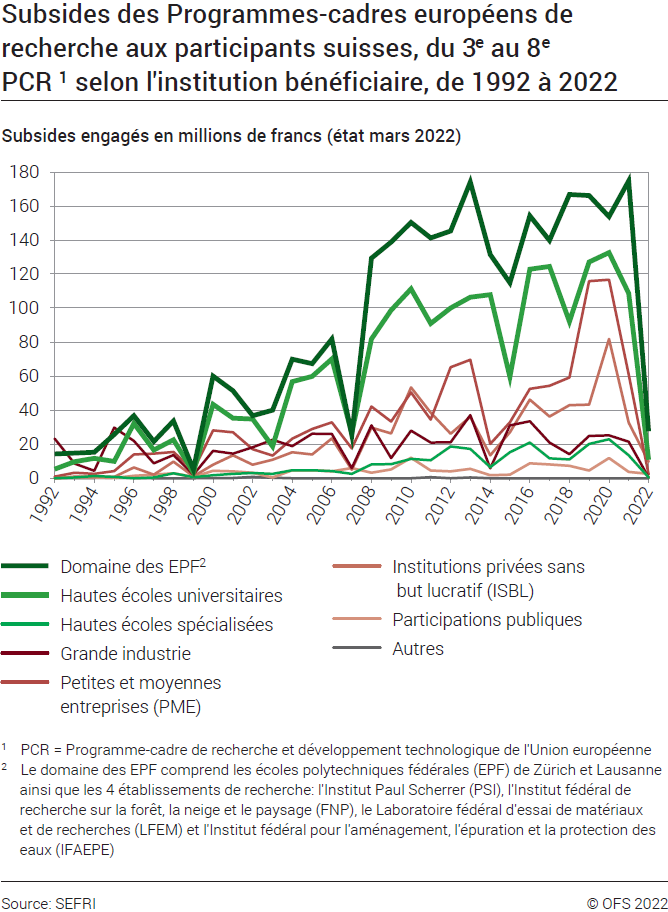 Subsides des Programmes-cadres européens de
recherche aux participants suisses, du 3e au 8e
PCR 1 selon l'institution bénéficiaire, de 1992 à 2022
Subsides engagés en millions de francs (état mars 2022)
180
160
140
120
100
80
60
40
20
0
1992
1994
1996
1998
2000
2002
2004
2006
2008
2010
2012
2014
2016
2018
2020
2022
Domaine des EPF2
Hautes écoles universitaires
Hautes écoles spécialisées
Grande industrie
Petites et moyennes
entreprises (PME)
Institutions privées sans
but lucratif (ISBL)
Participations publiques
Autres
1 PCR = Programme-cadre de recherche et développement technologique de l'Union européenne
2 Le domaine des EPF comprend les écoles polytechniques fédérales (EPF) de Zürich et Lausanne
ainsi que les 4 établissements de recherche: l'Institut Paul Scherrer (PSI), l'Institut fédéral de
recherche sur la forêt, la neige et le paysage (FNP), le Laboratoire fédéral d'essai de matériaux
et de recherches (LFEM) et l'Institut fédéral pour l'aménagement, l'épuration et la protection des
eaux (IFAEPE)
Source: SEFRI
© OFS 2022